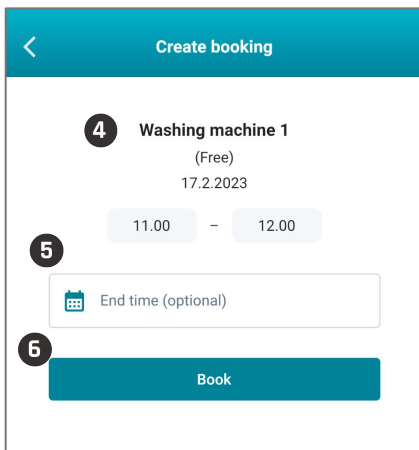 Create booking
4 Washing machine 1
(Free)
17.2.2023
11.00 – 12.00
5
End time (optional)
6
Book